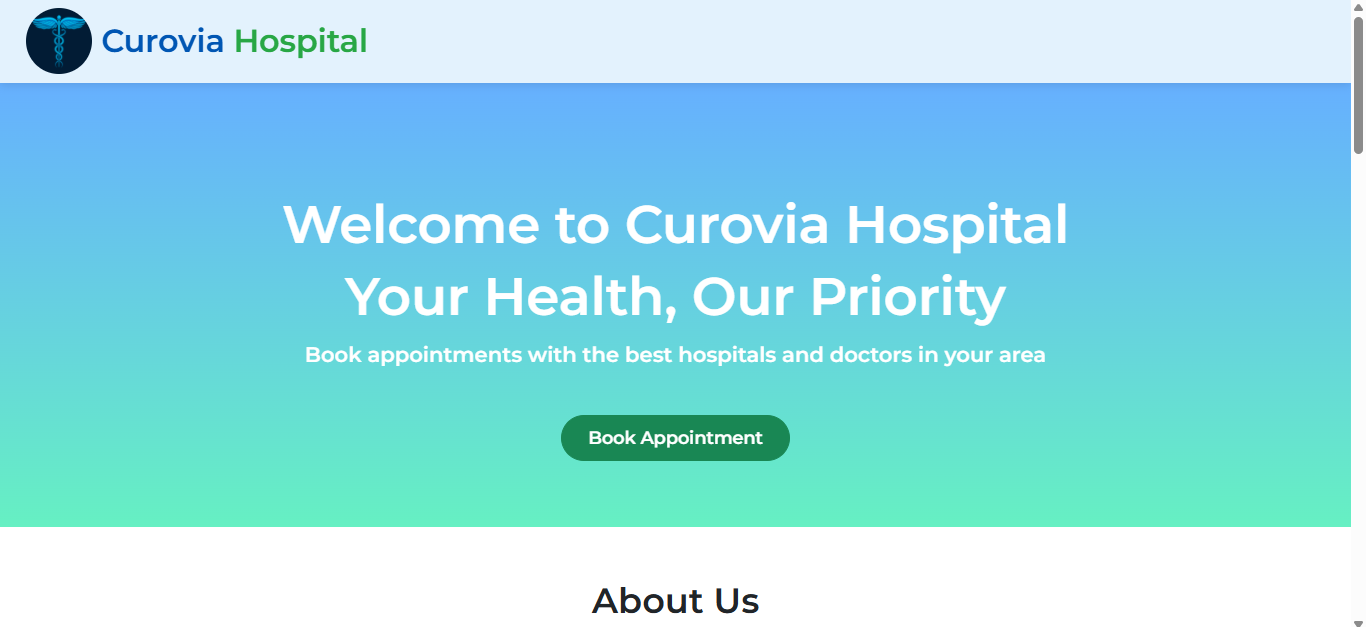 Curovia Hospital
Welcome to Curovia Hospital
Your Health, Our Priority
Book appointments with the best hospitals and doctors in your area
Book Appointment
About Us